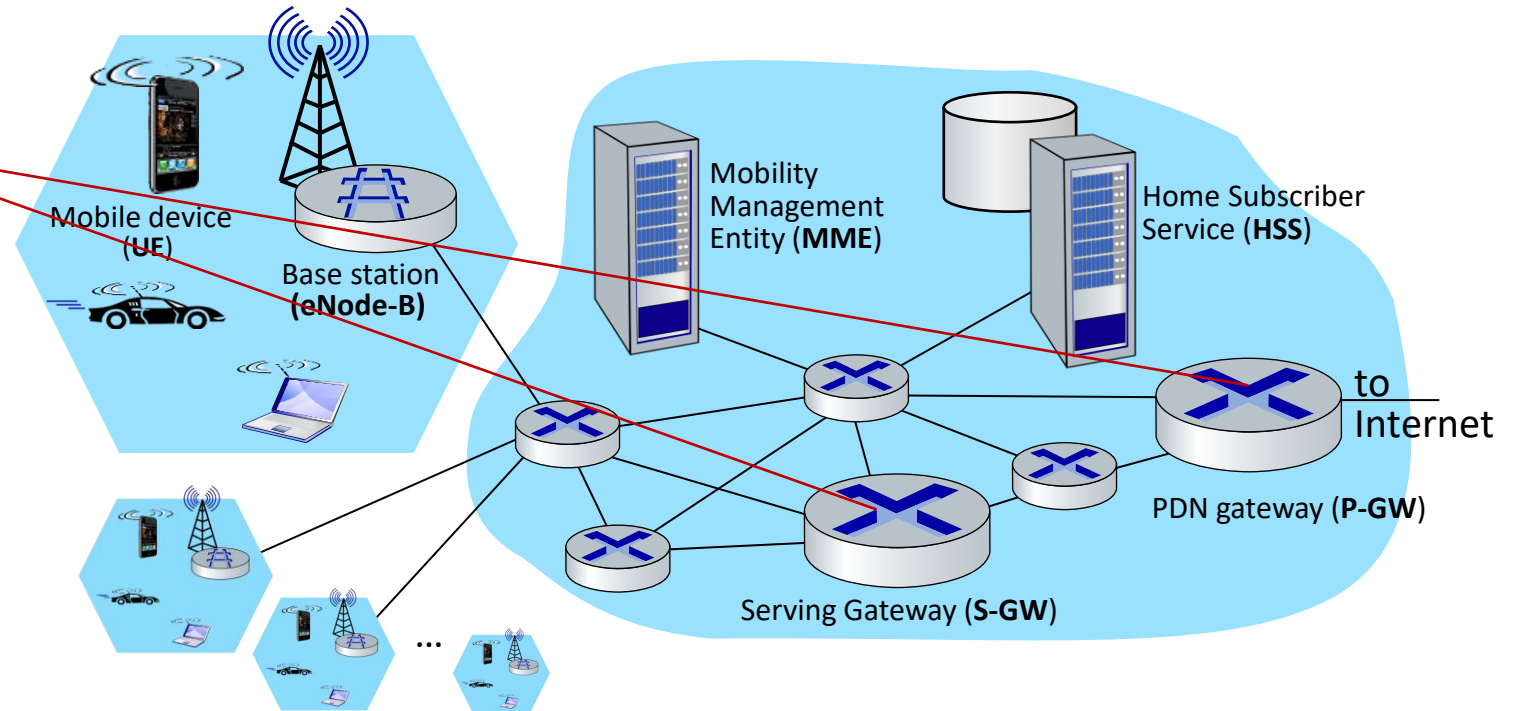 Mobile device
(UE)
Base station
(eNode-B)
Mobility
Management
Entity (MME)
Home Subscriber
Service (HSS)
to
Internet
PDN gateway (P-GW)
Serving Gateway (S-GW)
...